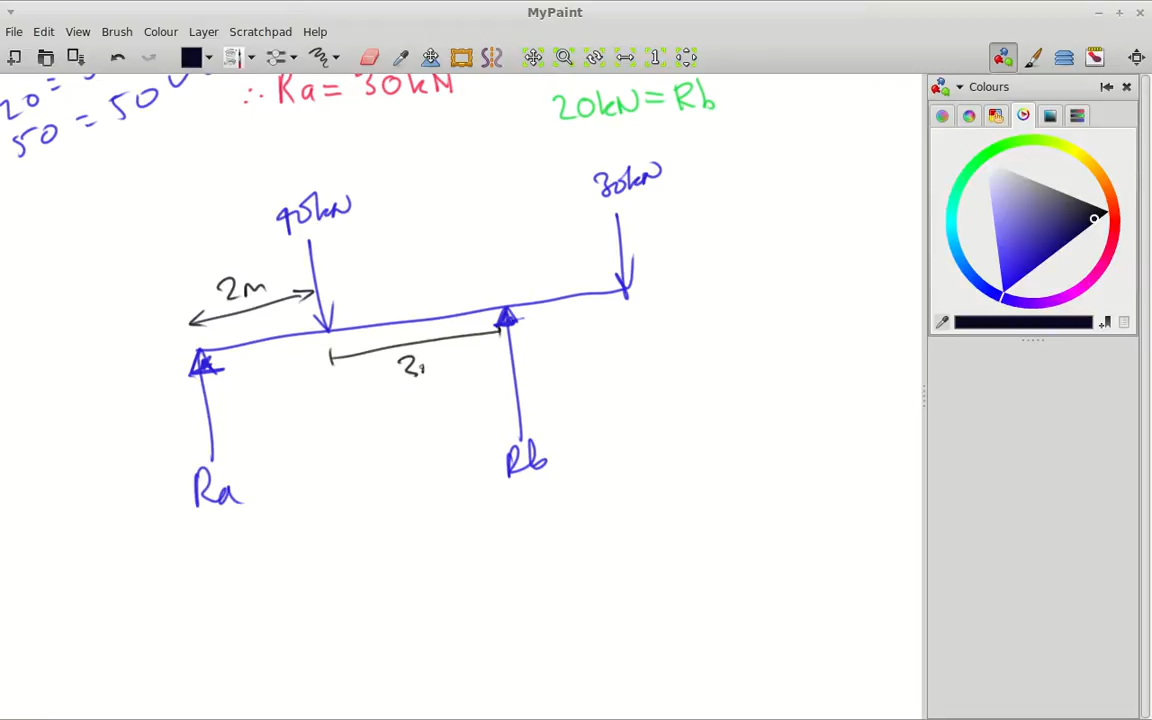 MyPaint
File Edit View Brush Colour Layer Scratchpad Help
Colours
20 =
50 = 50
∴ Ra = 30kN
20kN = Rb
40kN
30kN
2m
Ra
Rb